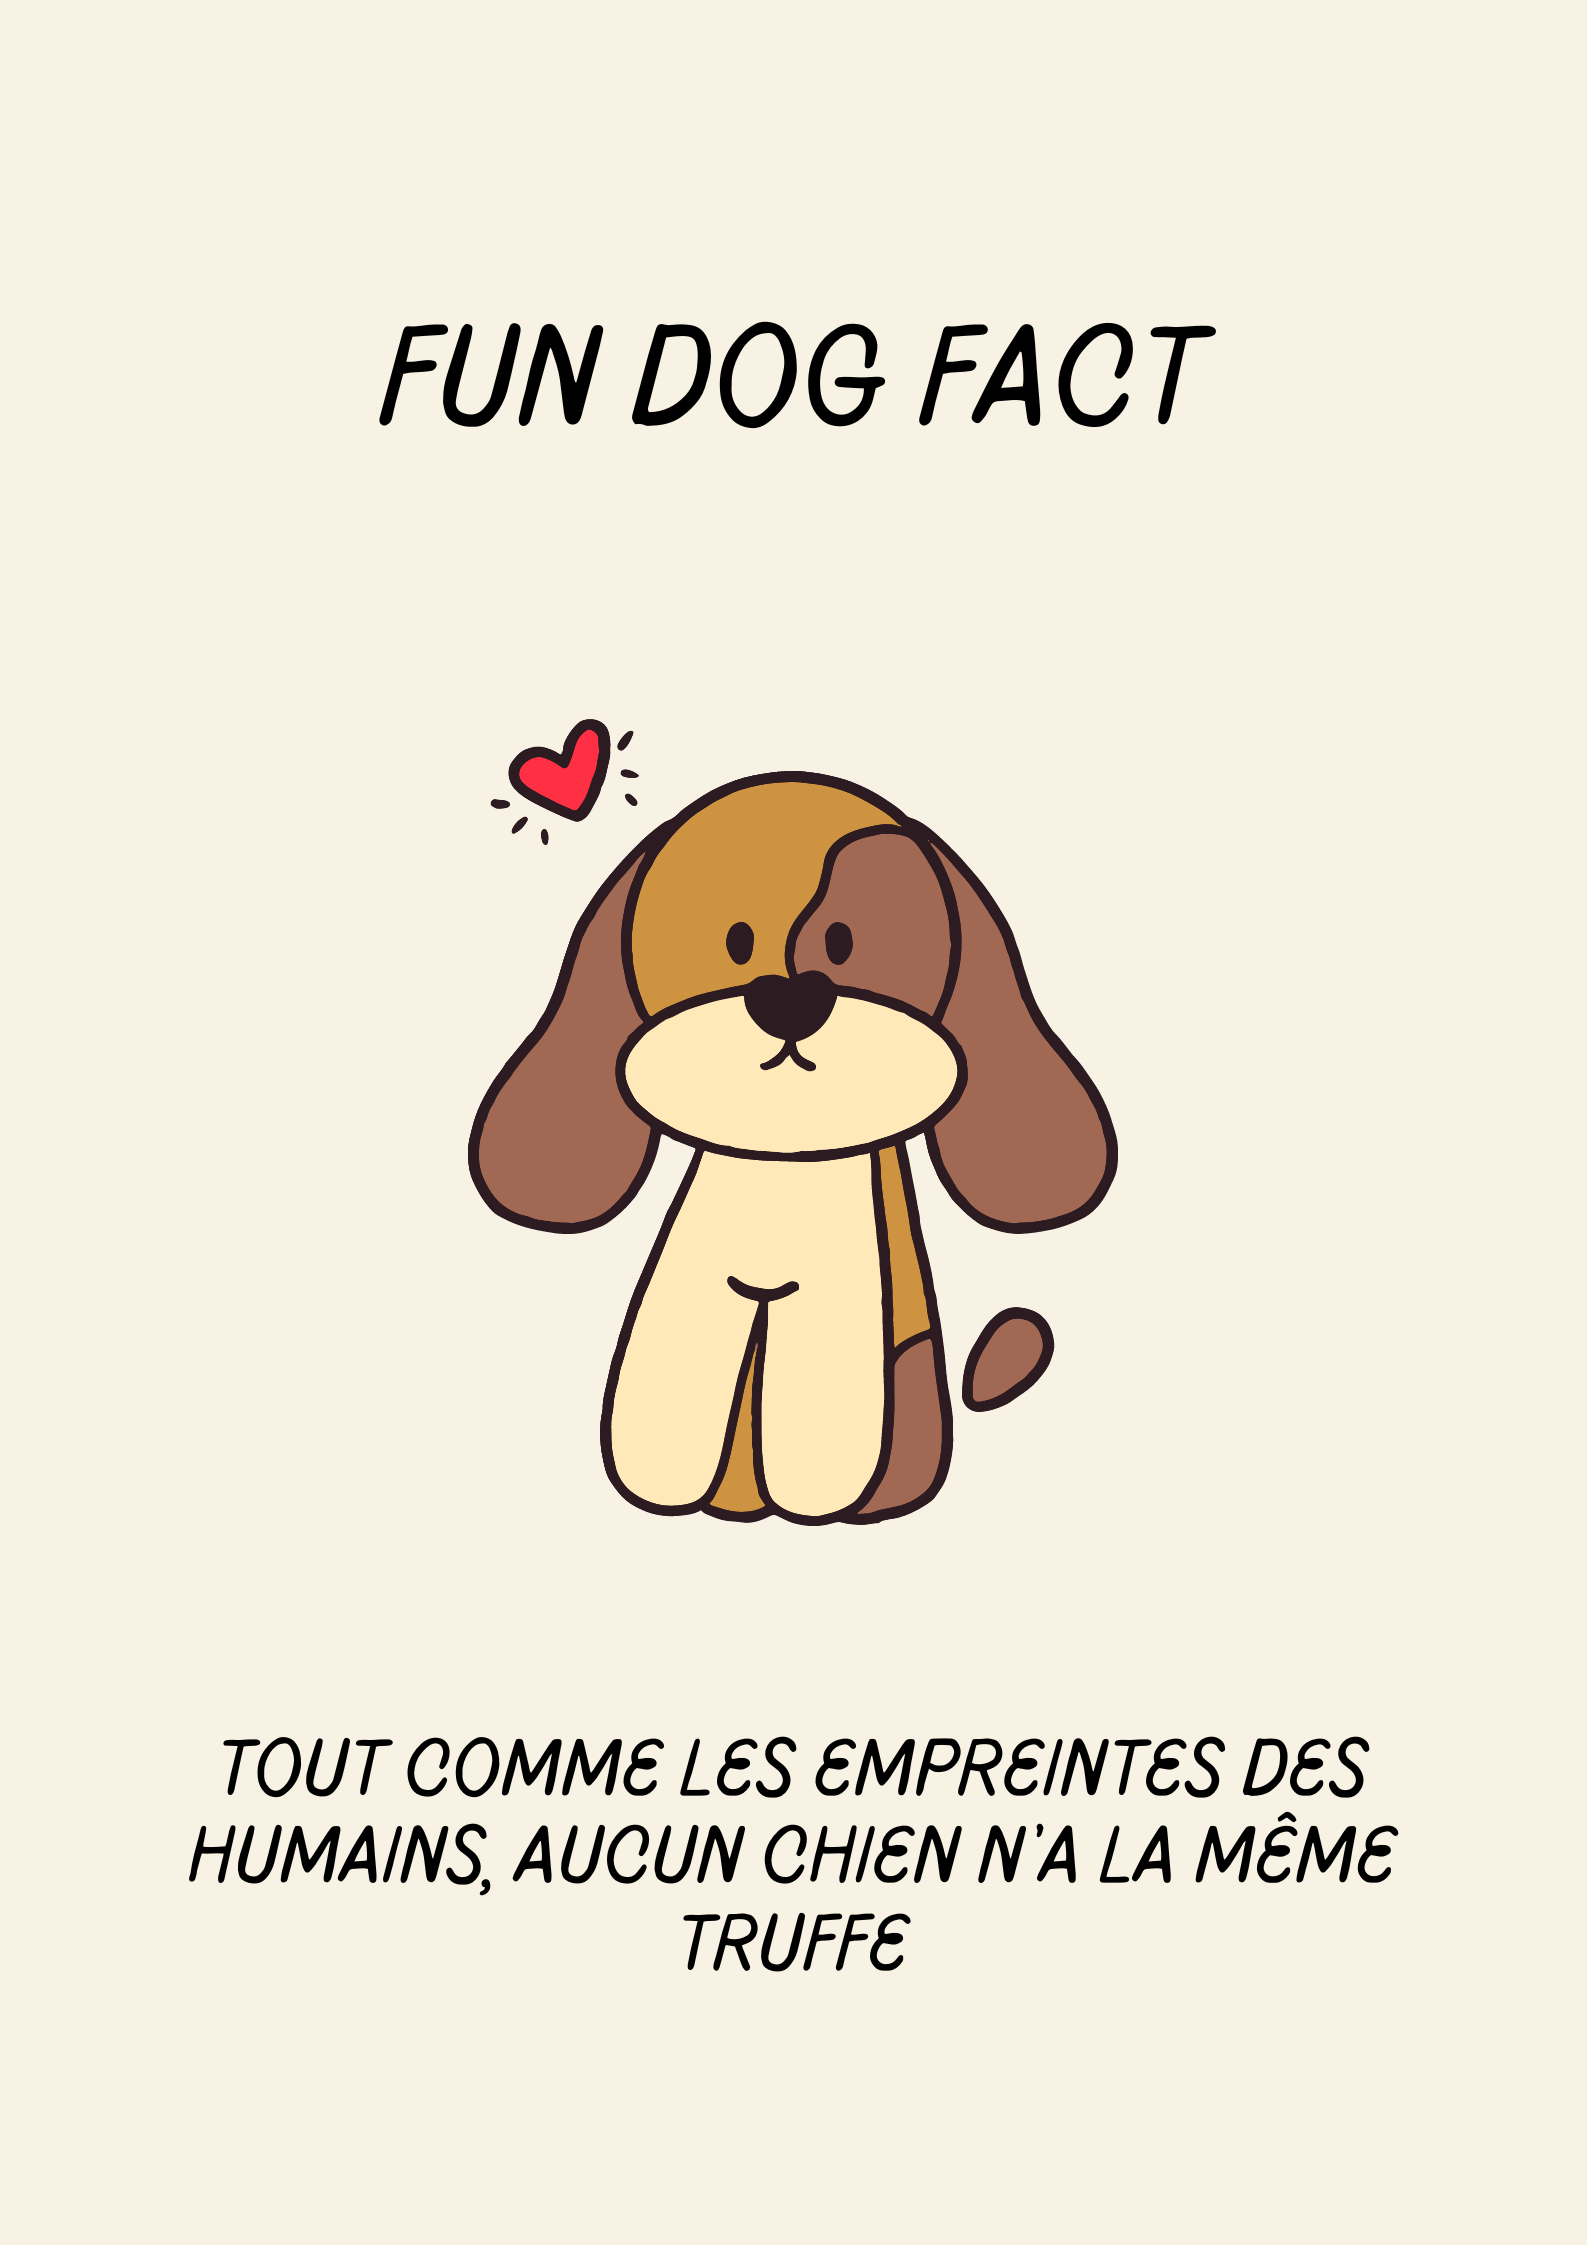 FUN DOG FACT
TOUT COMME LES EMPREINTES DES
HUMAINS, AUCUN CHIEN N'A LA MÊME
TRUFFE